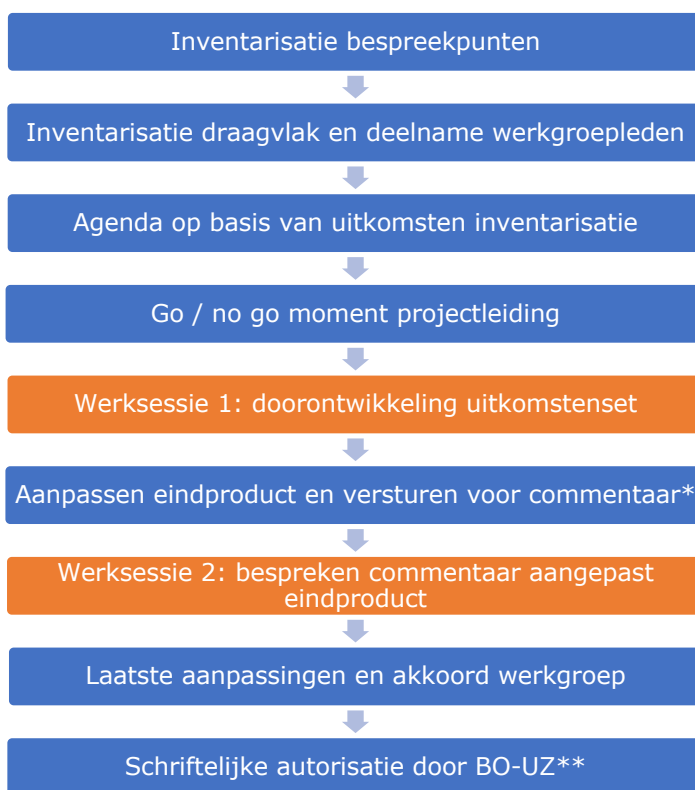 Inventarisatie bespreekpunten
Inventarisatie draagvlak en deelname werkgroepleden
Agenda op basis van uitkomsten inventarisatie
Go / no go moment projectleiding
Werksessie 1: doorontwikkeling uitkomstenset
Aanpassen eindproduct en versturen voor commentaar*
Werksessie 2: bespreken commentaar aangepast
eindproduct
Laatste aanpassingen en akkoord werkgroep
Schriftelijke autorisatie door BO-UZ**